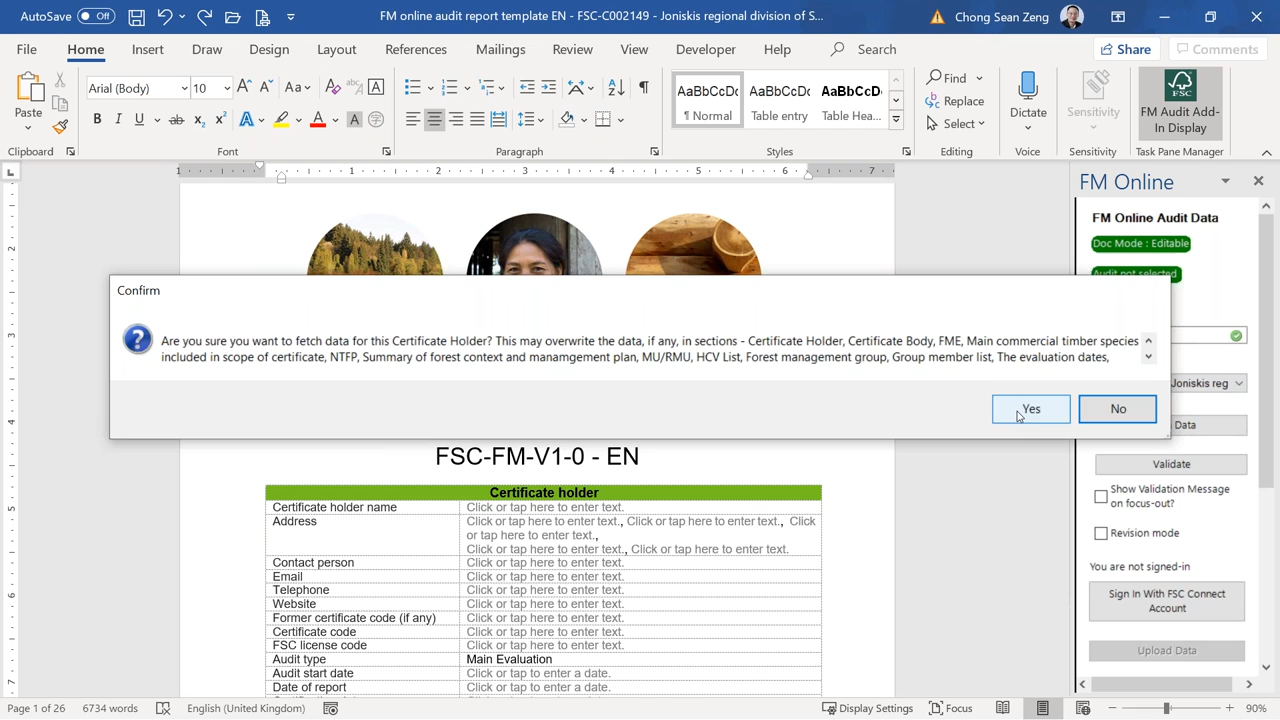 AutoSave Off FM online audit report template EN - FSC-C002149 - Joniskis regional division of S... Chong Sean Zeng
File Home Insert Draw Design Layout References Mailings Review View Developer Help Search Share Comments
Paste
Clipboard
Arial (Body) 10
Font
Paragraph
AaBbCcDc AaBbCcDc AaBbCcD
¶ Normal Table entry Table Hea...
Styles
Find
Replace
Select
Editing
Dictate
Voice
Sensitivity
Sensitivity
FSC
FM Audit Add-
In Display
Task Pane Manager
1 1 2 3 4 5 6 7
FM Online
FM Online Audit Data
Doc Mode : Editable
Audit not selected
Confirm
Are you sure you want to fetch data for this Certificate Holder? This may overwrite the data, if any, in sections - Certificate Holder, Certificate Body, FME, Main commercial timber species
included in scope of certificate, NTFP, Summary of forest context and manamgement plan, MU/RMU, HCV List, Forest management group, Group member list, The evaluation dates,
Yes No
Joniskis reg
Data
Validate
Show Validation Message
on focus-out?
Revision mode
You are not signed-in
Sign In With FSC Connect
Account
Upload Data
FSC-FM-V1-0 - EN
Certificate holder
Certificate holder name Click or tap here to enter text.
Address Click or tap here to enter text., Click or tap here to enter text., Click
or tap here to enter text.,
Click or tap here to enter text., Click or tap here to enter text.
Contact person Click or tap here to enter text.
Email Click or tap here to enter text.
Telephone Click or tap here to enter text.
Website Click or tap here to enter text.
Former certificate code (if any) Click or tap here to enter text.
Certificate code Click or tap here to enter text.
FSC license code Click or tap here to enter text.
Audit type Main Evaluation
Audit start date Click or tap to enter a date.
Date of report Click or tap to enter a date.
Page 1 of 26 6734 words English (United Kingdom) Display Settings Focus 90%